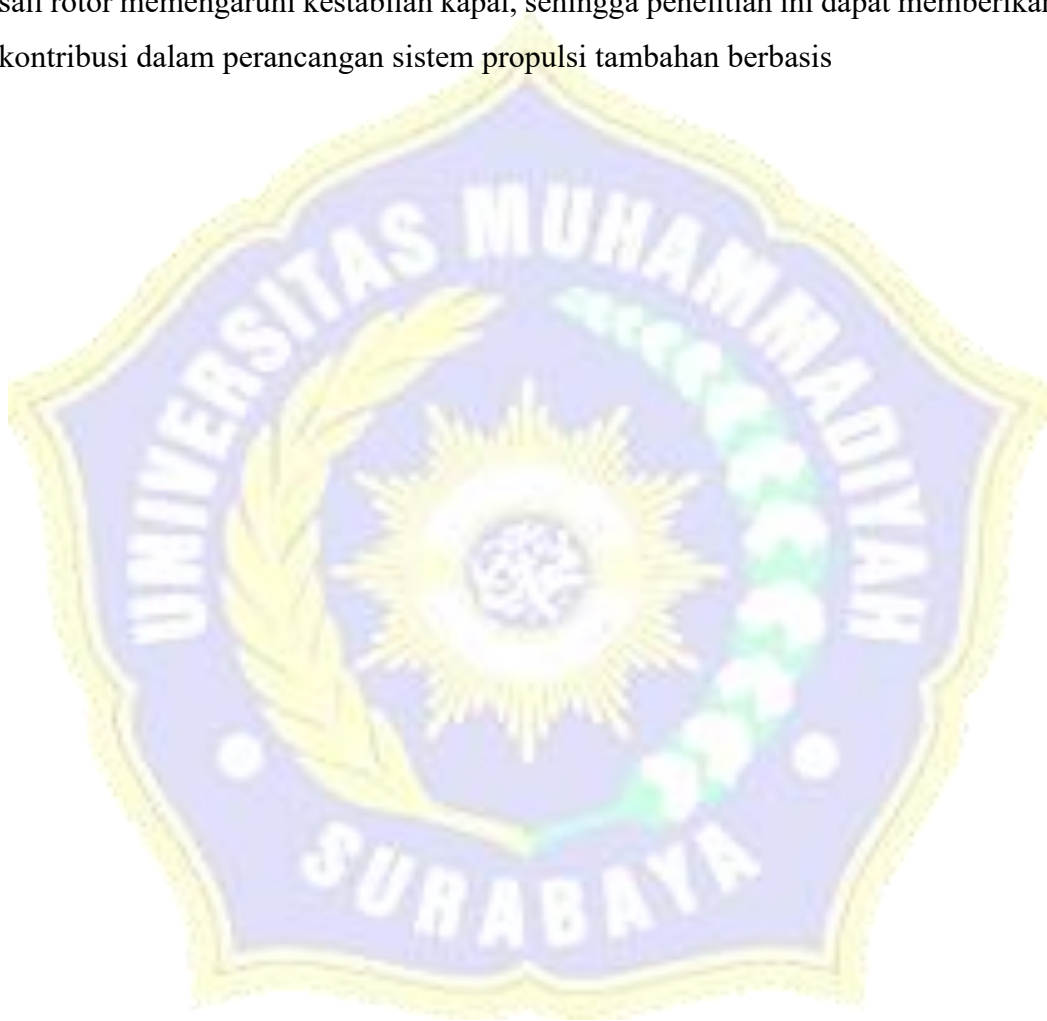 sail rotor memengaruhi kestabilan kapal, sehingga penelitian ini dapat memberikan
kontribusi dalam perancangan sistem propulsi tambahan berbasis
UNIVERSITAS MUHAMMADIYAH
SURABAYA